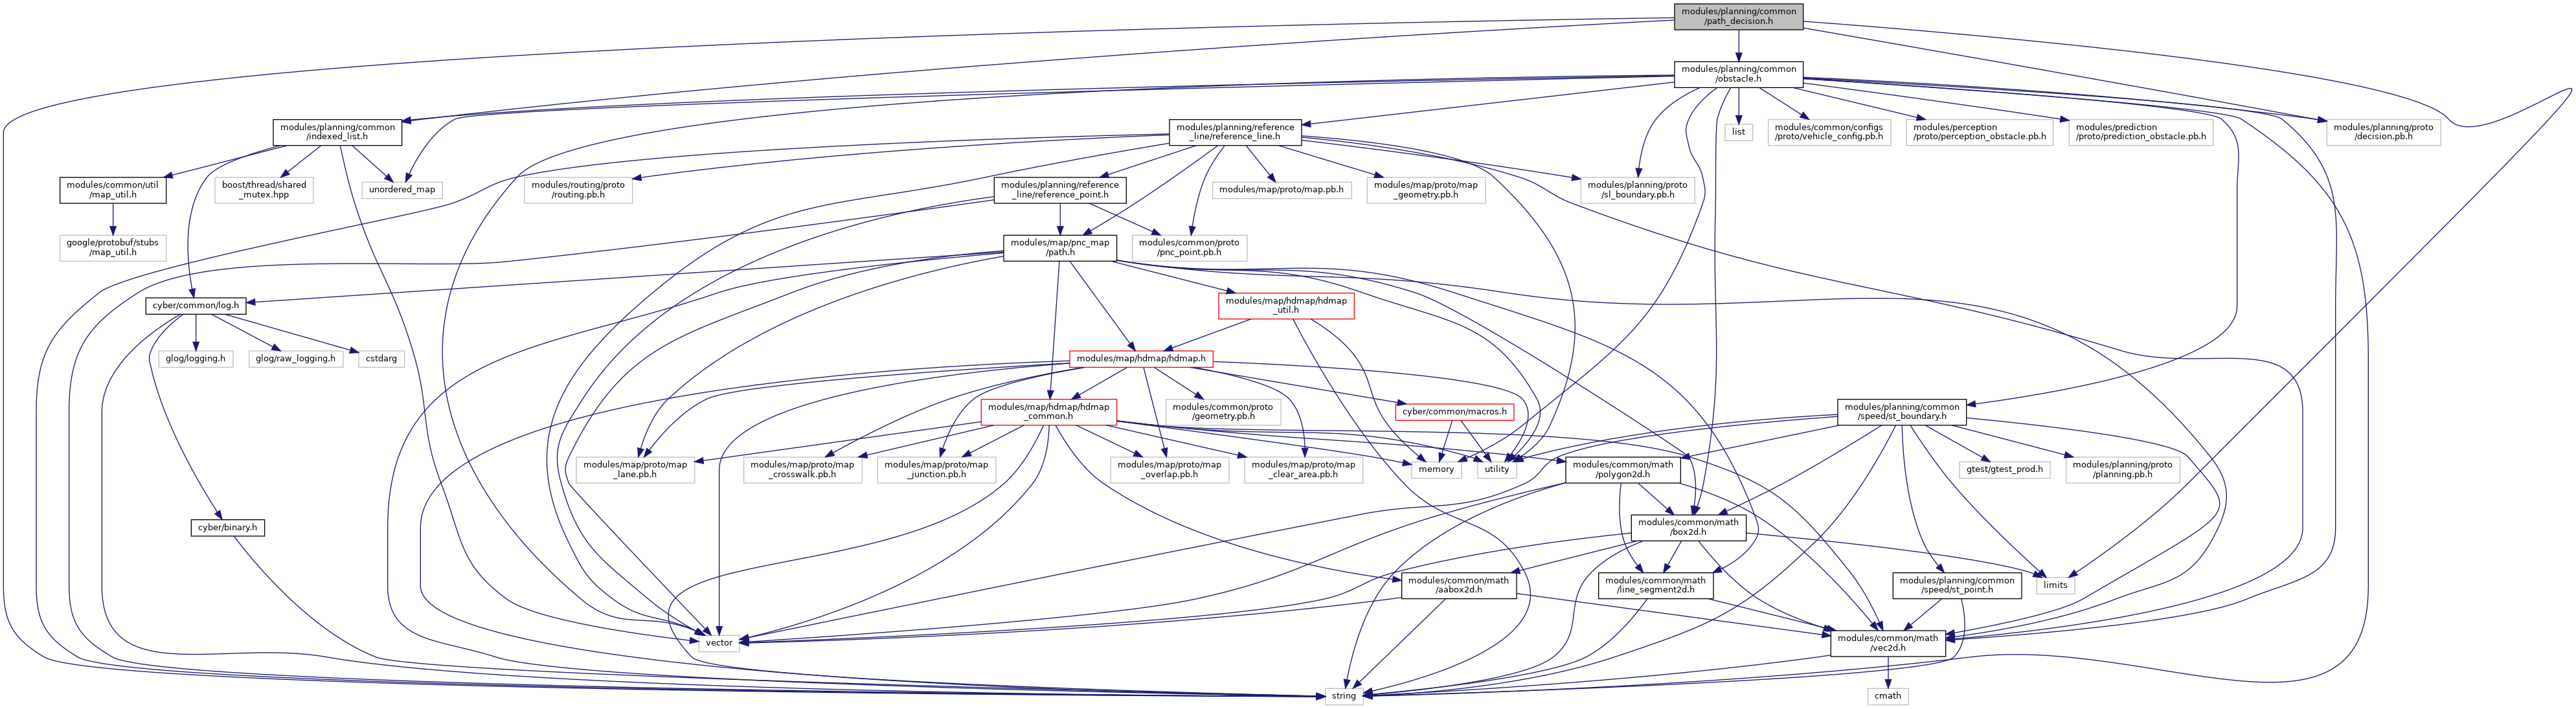 modules/planning/common
/path_decision.h
modules/planning/common
/obstacle.h
modules/planning/common
/indexed_list.h
modules/planning/reference
_line/reference_line.h
list
modules/common/configs
/proto/vehicle_config.pb.h
modules/perception
/proto/perception_obstacle.pb.h
modules/prediction
/proto/prediction_obstacle.pb.h
modules/planning/proto
/decision.pb.h
modules/common/util
/map_util.h
boost/thread/shared
_mutex.hpp
unordered_map
modules/routing/proto
/routing.pb.h
modules/planning/reference
_line/reference_point.h
modules/map/proto/map.pb.h
modules/map/proto/map
_geometry.pb.h
modules/planning/proto
/sl_boundary.pb.h
google/protobuf/stubs
/map_util.h
modules/map/pnc_map
/path.h
modules/common/proto
/pnc_point.pb.h
cyber/common/log.h
modules/map/hdmap/hdmap
_util.h
glog/logging.h
glog/raw_logging.h
cstdarg
modules/map/hdmap/hdmap.h
modules/map/hdmap/hdmap
_common.h
modules/common/proto
/geometry.pb.h
cyber/common/macros.h
modules/planning/common
/speed/st_boundary.h
modules/map/proto/map
_lane.pb.h
modules/map/proto/map
_crosswalk.pb.h
modules/map/proto/map
_junction.pb.h
modules/map/proto/map
_overlap.pb.h
modules/map/proto/map
_clear_area.pb.h
memory
utility
modules/common/math
/polygon2d.h
gtest/gtest_prod.h
modules/planning/proto
/planning.pb.h
cyber/binary.h
modules/common/math
/box2d.h
modules/common/math
/aabox2d.h
modules/common/math
/line_segment2d.h
modules/planning/common
/speed/st_point.h
limits
vector
modules/common/math
/vec2d.h
string
cmath